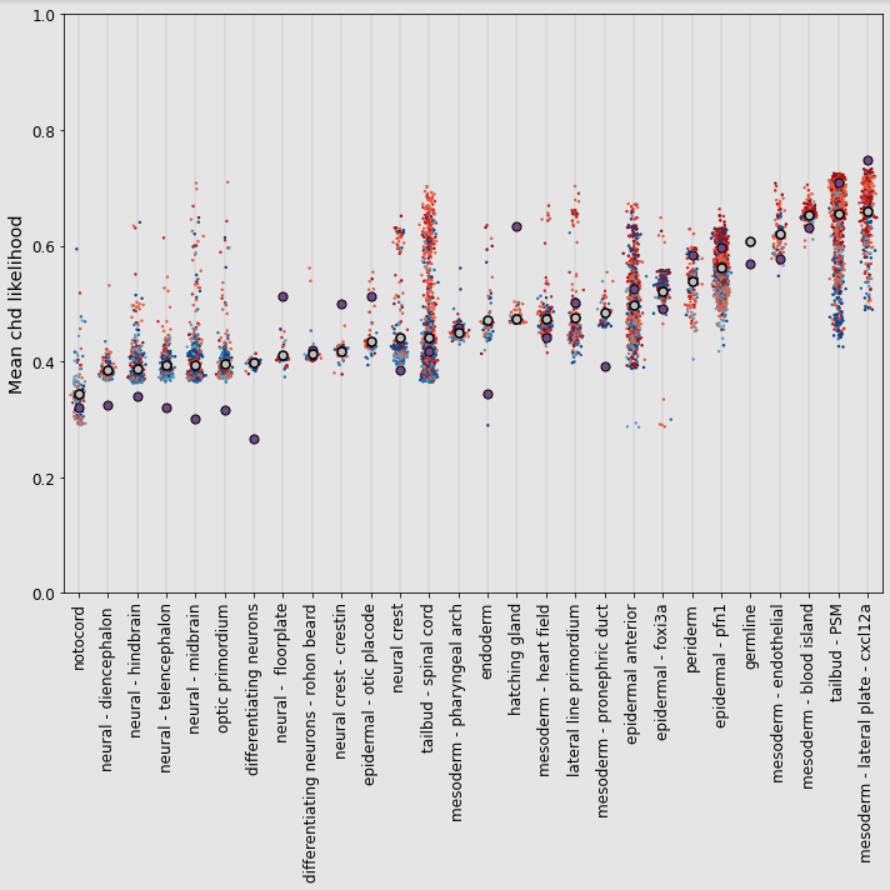 Mean chd likelihood
1.0
0.8
0.6
0.4
0.2
0.0
notocord
neural - diencephalon
neural - hindbrain
neural - telencephalon
neural - midbrain
optic primordium
differentiating neurons
neural -  floorplate
differentiating neurons - rohon beard
neural crest - crestin
epidermal - otic placode
neural crest
tailbud - spinal cord
mesoderm - pharyngeal arch
endoderm
hatching gland
mesoderm - heart field
lateral line primordium
mesoderm - pronephric duct
epidermal anterior
epidermal - foxi3a
periderm
epidermal - pfn1
germline
mesoderm - endothelial
mesoderm - blood island
tailbud - PSM
mesoderm - lateral plate - cxcl12a